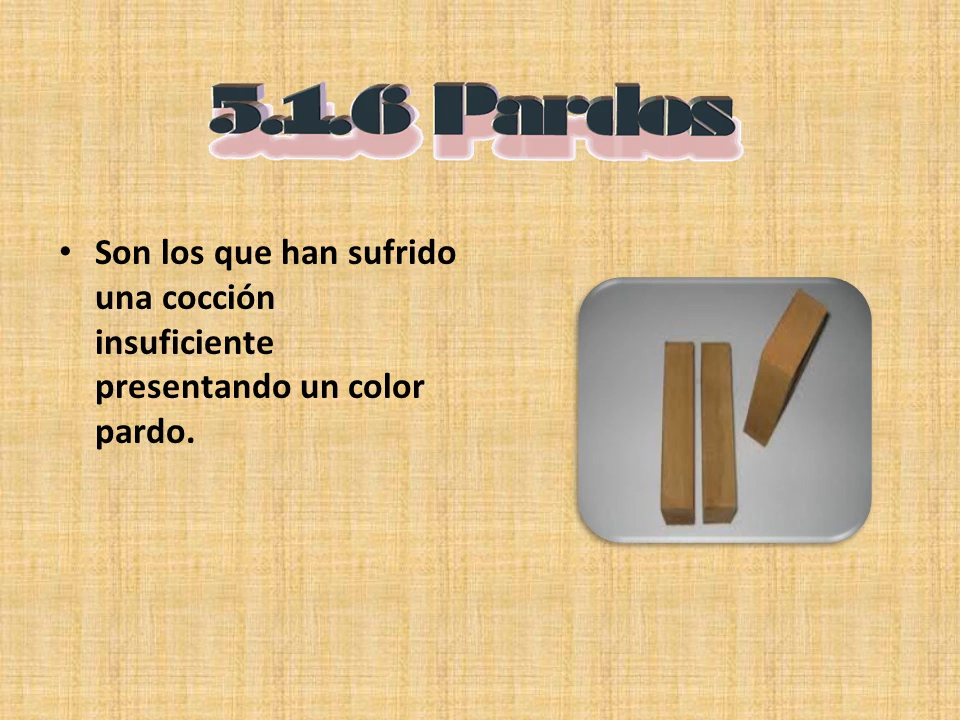 5.1.6 Pardos
• Son los que han sufrido
una cocción
insuficiente
presentando un color
pardo.